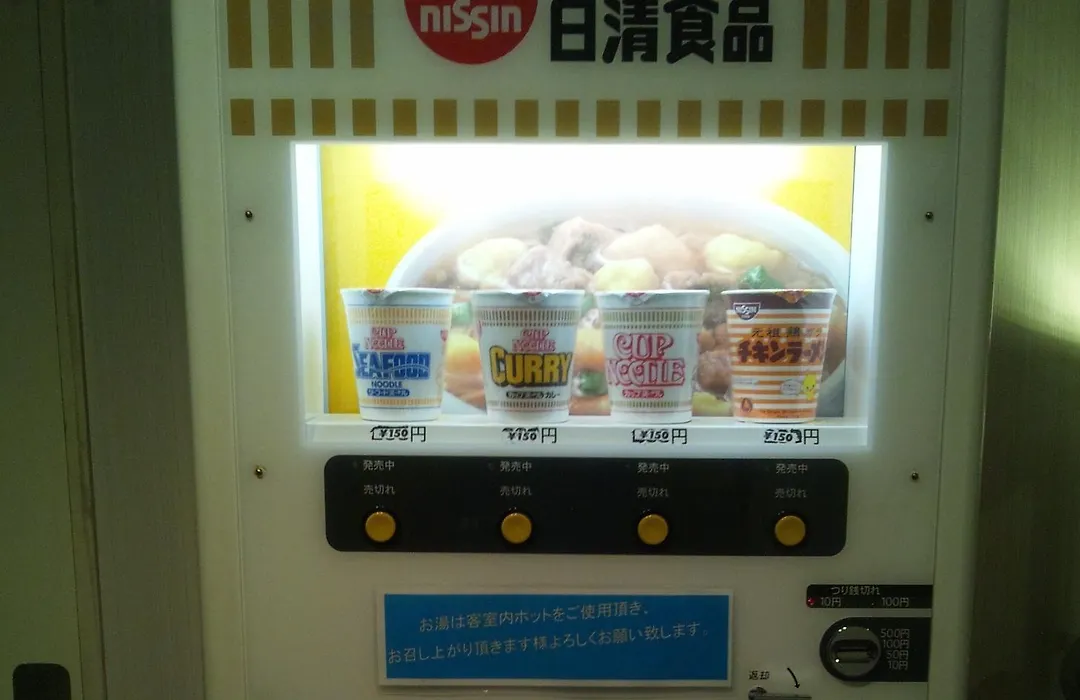 NISSIN
日清食品
CUP
NOODLE
SEAFOOD
NOODLE
シーフードヌードル
CUP
NOODLE
CURRY
カップヌードル カレー
CUP
NOODLE
カップヌードル
NISSIN
元祖鶏
チキンラーメン
¥150円
¥150円
¥150円
¥150円
発売中
発売中
発売中
発売中
売切れ
売切れ
売切れ
売切れ
つり銭切れ
10円 100円
500円
100円
50円
10円
お湯は客室内ホットをご使用頂き、
お召し上がり頂きます様よろしくお願い致します。
返却